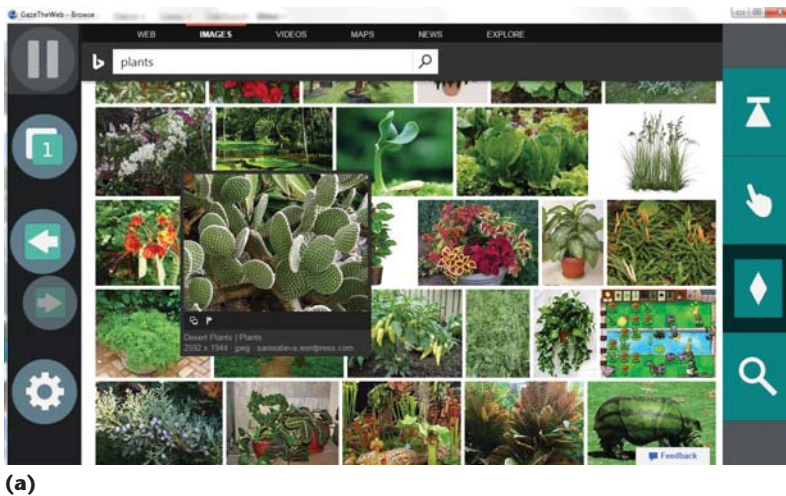 GazeTheWeb - Browse
WEB IMAGES VIDEOS MAPS NEWS EXPLORE
plants
1
Desert Plants | Plants
2592 x 1944 · jpeg · sanealieva.wordpress.com
Feedback
(a)